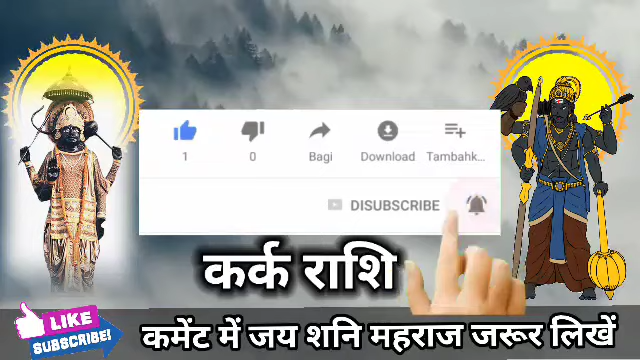 1 0 Bagi Download Tambahk...
DISUBSCRIBE
कर्क राशि
LIKE
SUBSCRIBE!
कमेंट में जय शनि महराज जरूर लिखें